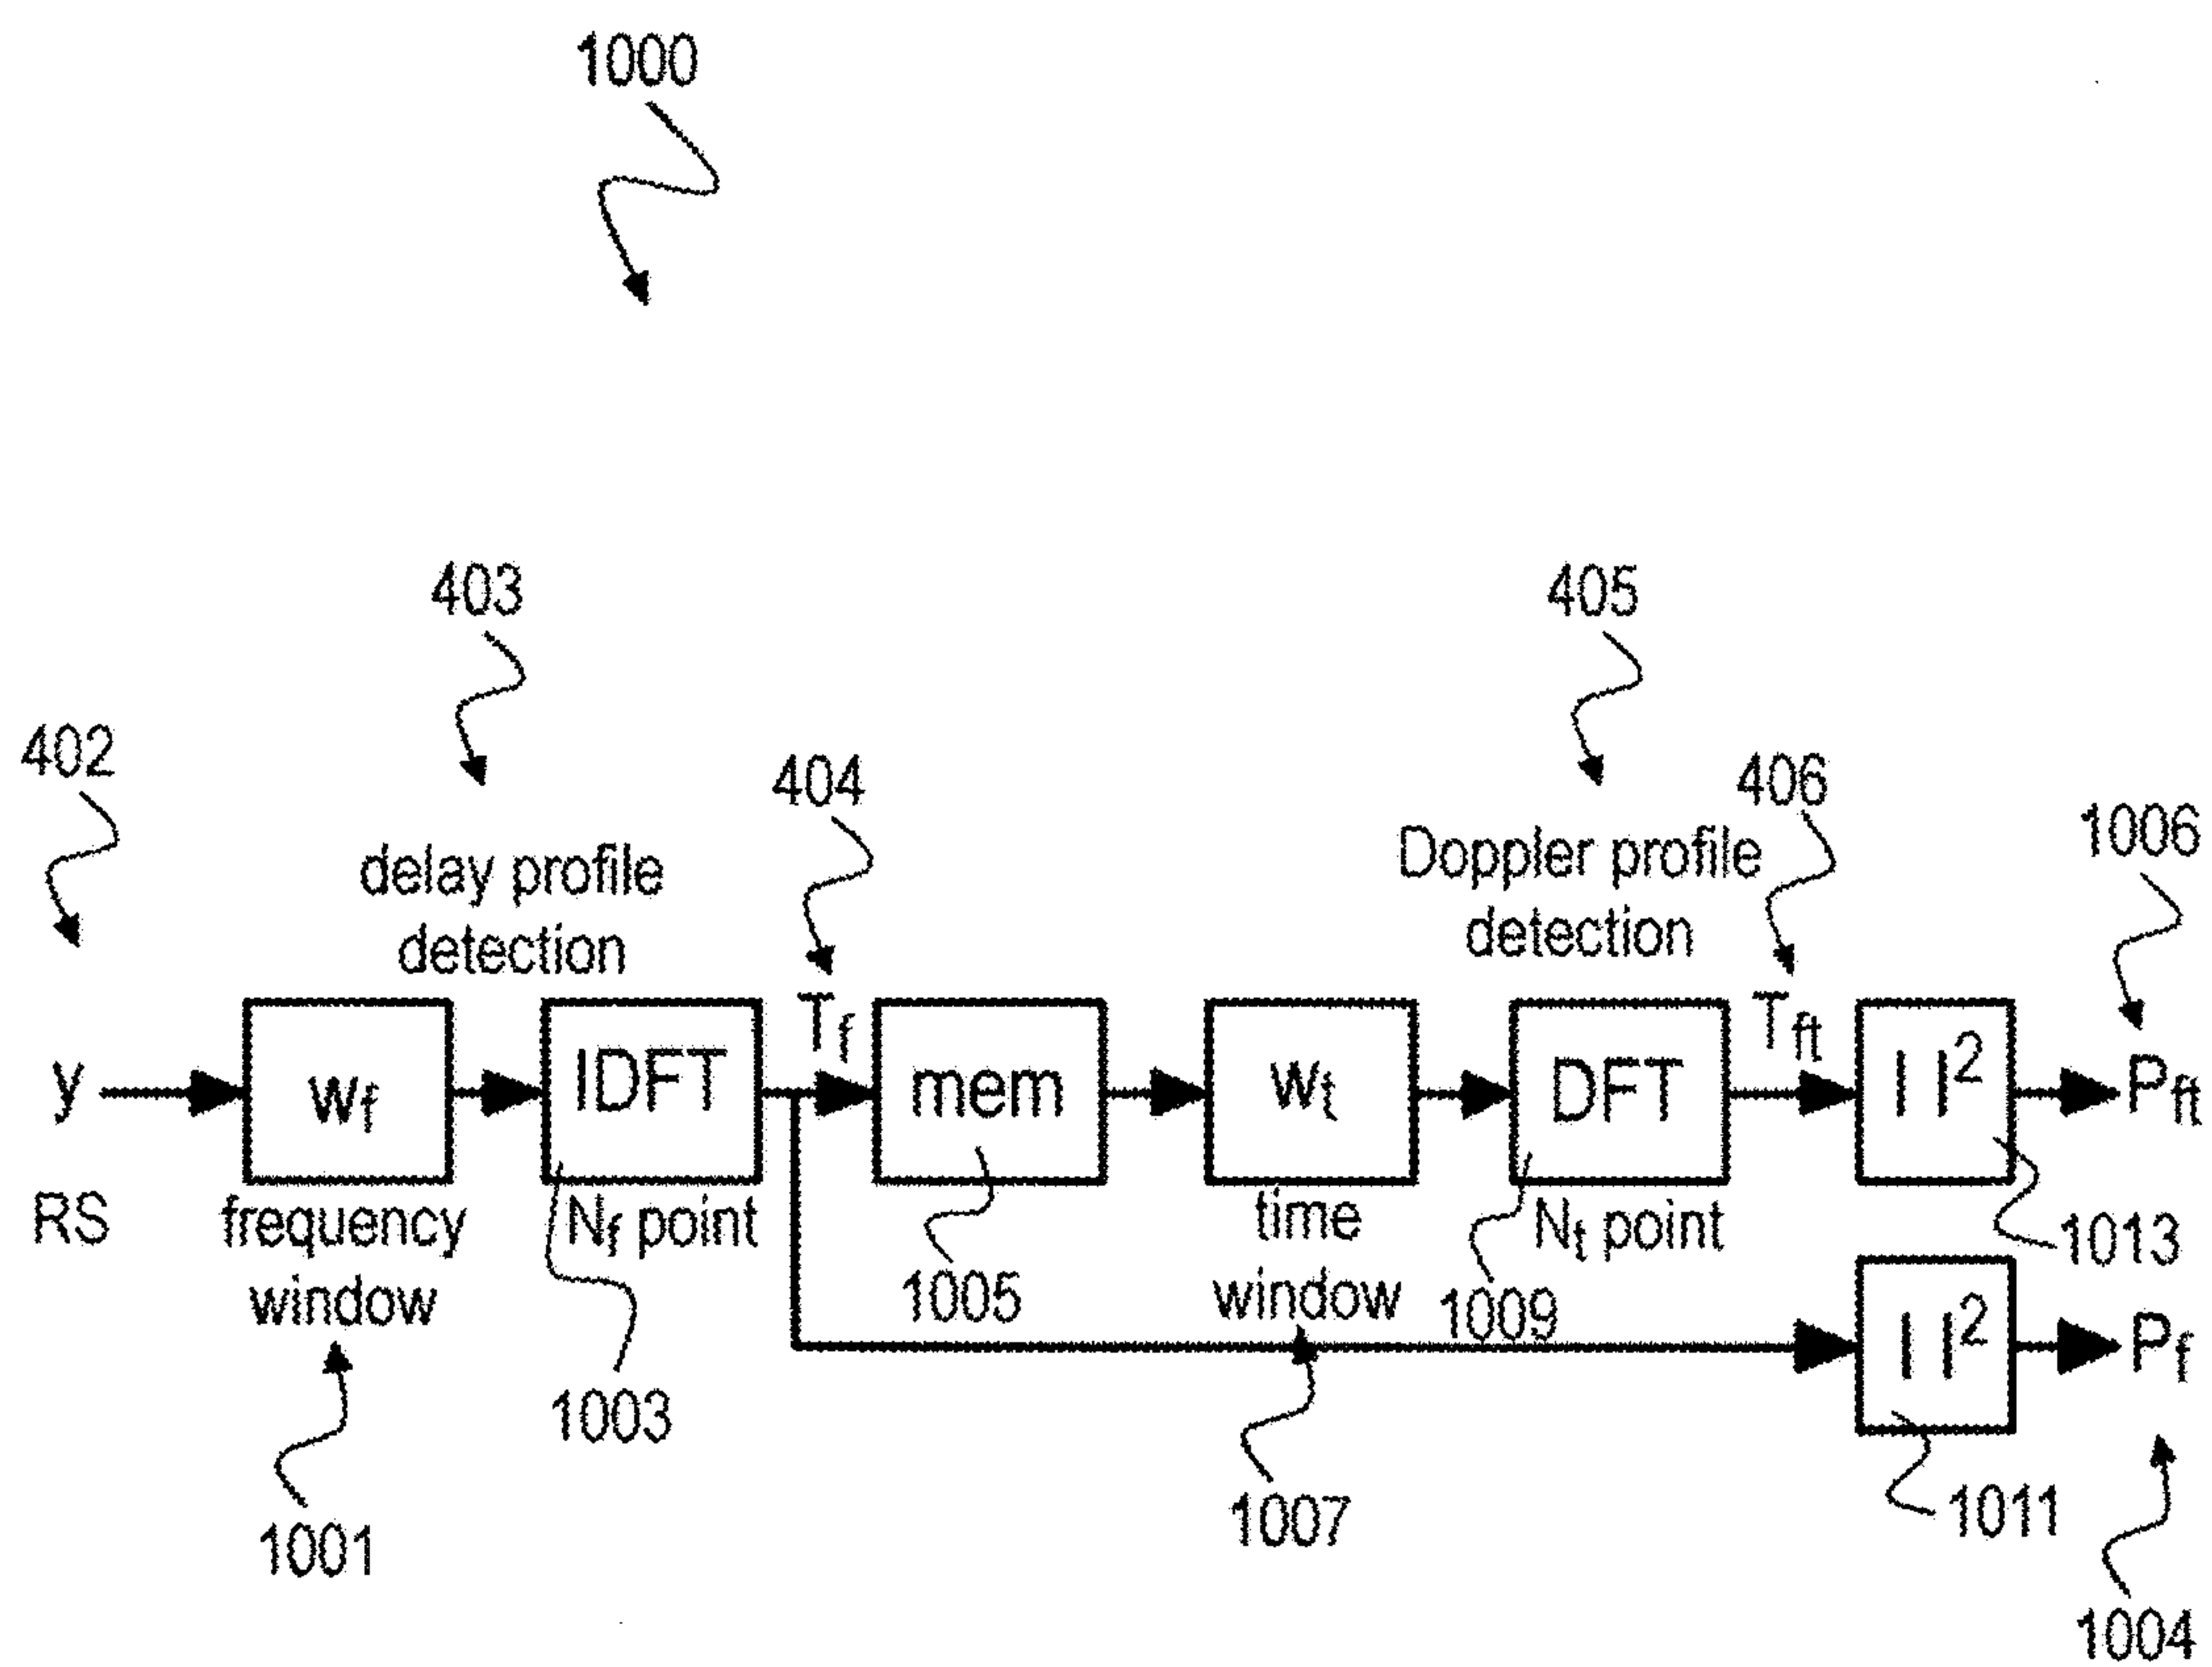 1000
403
405
402
404
406
1006
delay profile
detection
Doppler profile
detection
y
RS
wf
frequency
window
IDFT
Nf point
Tf
mem
wt
time
window
DFT
Nt point
Tft
| |2
Pft
1013
| |2
Pf
1005
1009
1003
1007
1011
1001
1004